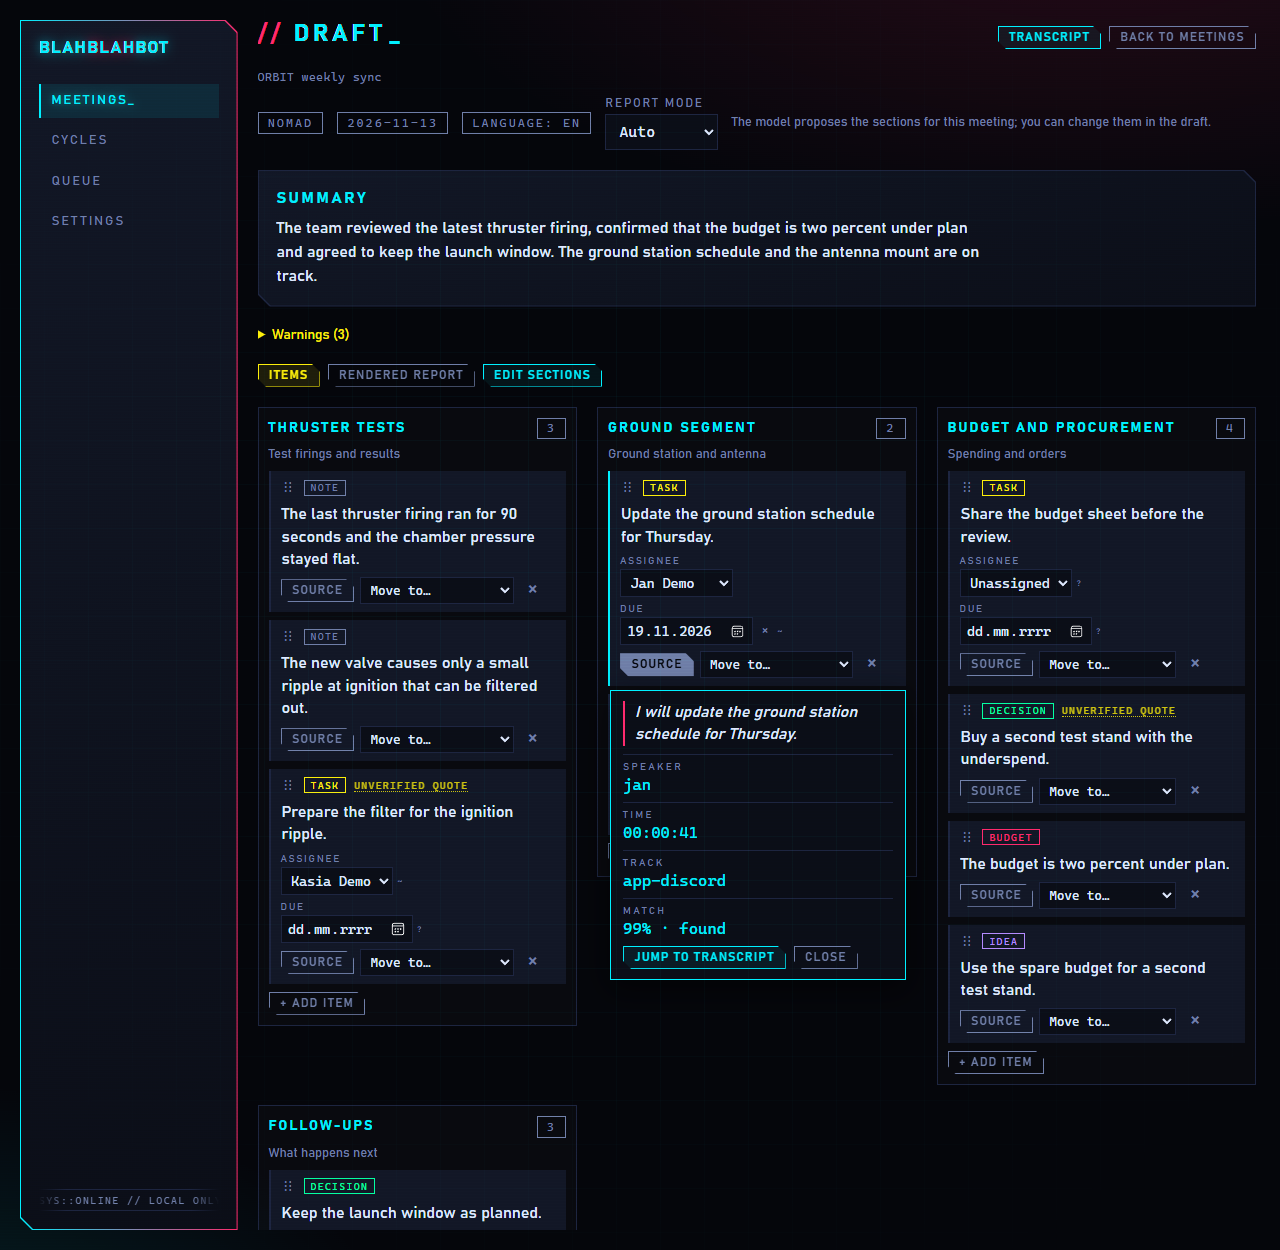 BLAHBLAHBOT
MEETINGS_
CYCLES
QUEUE
SETTINGS
SYS::ONLINE // LOCAL ONL
// DRAFT_
TRANSCRIPT
BACK TO MEETINGS
ORBIT weekly sync
NOMAD
2026-11-13
LANGUAGE: EN
REPORT MODE
Auto
The model proposes the sections for this meeting; you can change them in the draft.
SUMMARY
The team reviewed the latest thruster firing, confirmed that the budget is two percent under plan
and agreed to keep the launch window. The ground station schedule and the antenna mount are on
track.
▶ Warnings (3)
ITEMS
RENDERED REPORT
EDIT SECTIONS
THRUSTER TESTS
3
Test firings and results
NOTE
The last thruster firing ran for 90
seconds and the chamber pressure
stayed flat.
SOURCE
Move to…
×
NOTE
The new valve causes only a small
ripple at ignition that can be filtered
out.
SOURCE
Move to…
×
TASK
UNVERIFIED QUOTE
Prepare the filter for the ignition
ripple.
ASSIGNEE
Kasia Demo
~
DUE
dd.mm.rrrr
?
SOURCE
Move to…
×
+ ADD ITEM
GROUND SEGMENT
2
Ground station and antenna
TASK
Update the ground station schedule
for Thursday.
ASSIGNEE
Jan Demo
DUE
19.11.2026
× ~
SOURCE
Move to…
×
I will update the ground station
schedule for Thursday.
SPEAKER
jan
TIME
00:00:41
TRACK
app-discord
MATCH
99% · found
JUMP TO TRANSCRIPT
CLOSE
BUDGET AND PROCUREMENT
4
Spending and orders
TASK
Share the budget sheet before the
review.
ASSIGNEE
Unassigned
?
DUE
dd.mm.rrrr
?
SOURCE
Move to…
×
DECISION
UNVERIFIED QUOTE
Buy a second test stand with the
underspend.
SOURCE
Move to…
×
BUDGET
The budget is two percent under plan.
SOURCE
Move to…
×
IDEA
Use the spare budget for a second
test stand.
SOURCE
Move to…
×
+ ADD ITEM
FOLLOW-UPS
3
What happens next
DECISION
Keep the launch window as planned.